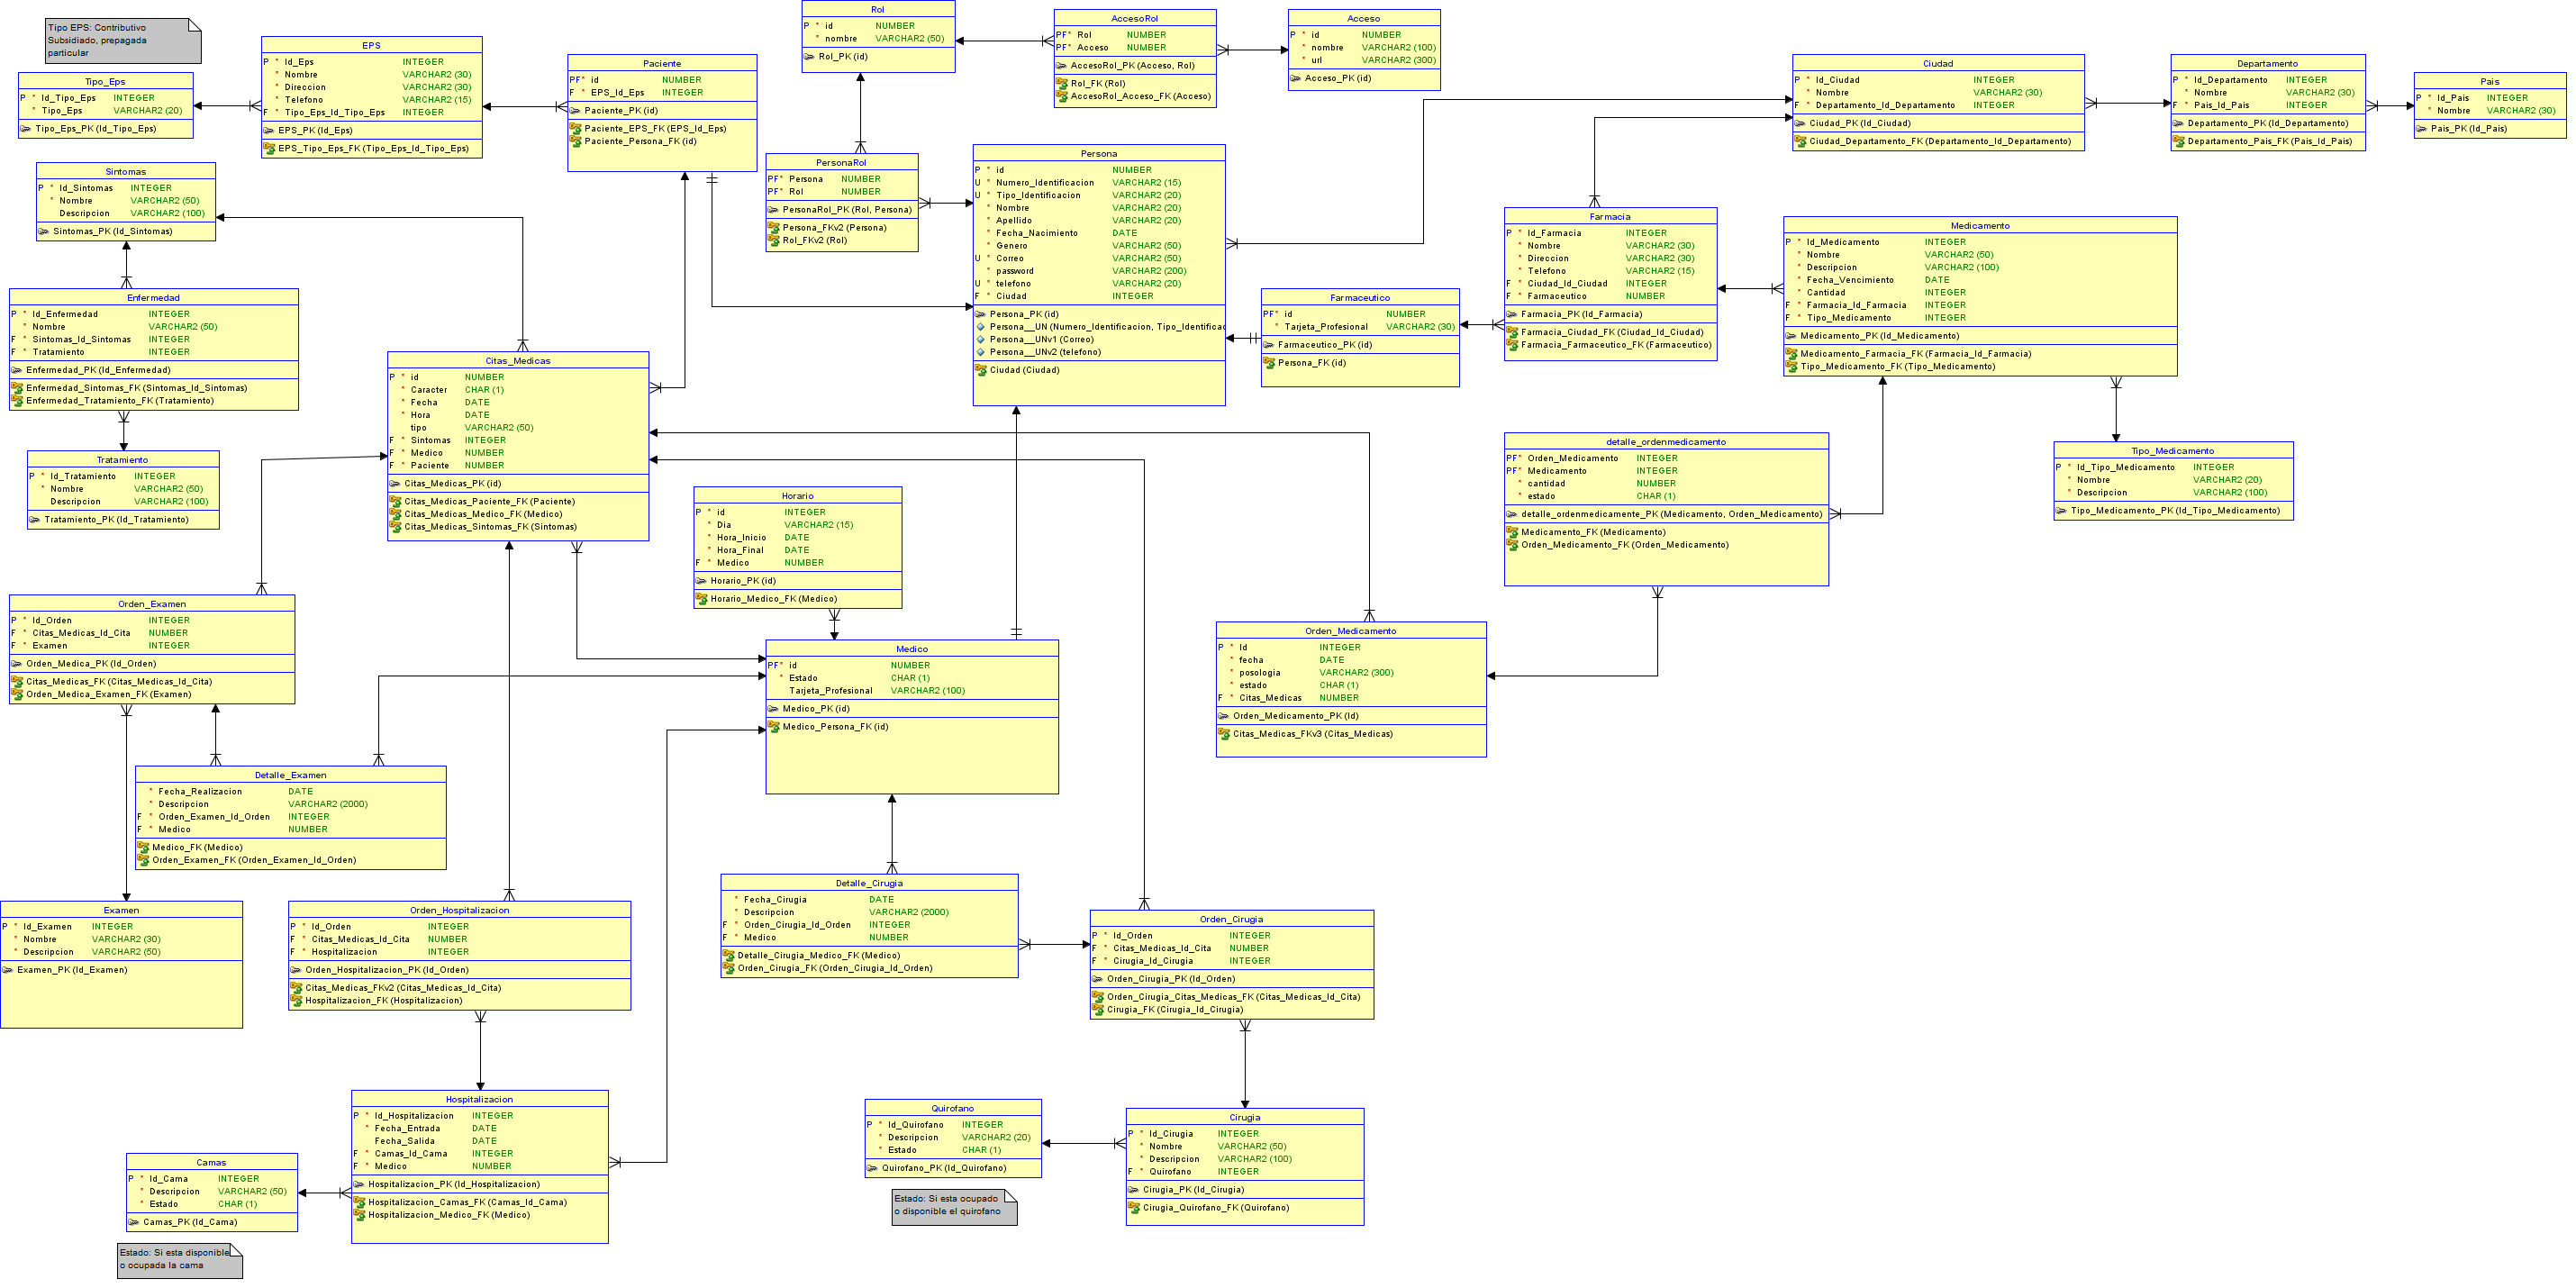 Tipo EPS: Contributivo
Subsidiado, prepagada
particular
Tipo_Eps
P * Id_Tipo_Eps INTEGER
* Tipo_Eps VARCHAR2 (20)
Tipo_Eps_PK (Id_Tipo_Eps)
EPS
P * Id_Eps INTEGER
* Nombre VARCHAR2 (30)
* Direccion VARCHAR2 (30)
* Telefono VARCHAR2 (15)
F * Tipo_Eps_Id_Tipo_Eps INTEGER
EPS_PK (Id_Eps)
EPS_Tipo_Eps_FK (Tipo_Eps_Id_Tipo_Eps)
Paciente
PF* id NUMBER
F * EPS_Id_Eps INTEGER
Paciente_PK (id)
Paciente_EPS_FK (EPS_Id_Eps)
Paciente_Persona_FK (id)
Rol
P * id NUMBER
* nombre VARCHAR2 (50)
Rol_PK (id)
AccesoRol
PF* Rol NUMBER
PF* Acceso NUMBER
AccesoRol_PK (Acceso, Rol)
Rol_FK (Rol)
AccesoRol_Acceso_FK (Acceso)
Acceso
P * id NUMBER
* nombre VARCHAR2 (100)
* url VARCHAR2 (300)
Acceso_PK (id)
Ciudad
P * Id_Ciudad INTEGER
* Nombre VARCHAR2 (30)
F * Departamento_Id_Departamento INTEGER
Ciudad_PK (Id_Ciudad)
Ciudad_Departamento_FK (Departamento_Id_Departamento)
Departamento
P * Id_Departamento INTEGER
* Nombre VARCHAR2 (30)
F * Pais_Id_Pais INTEGER
Departamento_PK (Id_Departamento)
Departamento_Pais_FK (Pais_Id_Pais)
Pais
P * Id_Pais INTEGER
* Nombre VARCHAR2 (30)
Pais_PK (Id_Pais)
Sintomas
P * Id_Sintomas INTEGER
* Nombre VARCHAR2 (50)
Descripcion VARCHAR2 (100)
Sintomas_PK (Id_Sintomas)
PersonaRol
PF* Persona NUMBER
PF* Rol NUMBER
PersonaRol_PK (Rol, Persona)
Persona_FKv2 (Persona)
Rol_FKv2 (Rol)
Persona
P * id NUMBER
U * Numero_Identificacion VARCHAR2 (15)
U * Tipo_Identificacion VARCHAR2 (20)
* Nombre VARCHAR2 (20)
* Apellido VARCHAR2 (20)
* Fecha_Nacimiento DATE
* Genero VARCHAR2 (50)
U * Correo VARCHAR2 (50)
* password VARCHAR2 (200)
U * telefono VARCHAR2 (20)
F * Ciudad INTEGER
Persona_PK (id)
Persona__UN (Numero_Identificacion, Tipo_Identificac
Persona__UNv1 (Correo)
Persona__UNv2 (telefono)
Ciudad (Ciudad)
Farmacia
P * Id_Farmacia INTEGER
* Nombre VARCHAR2 (30)
* Direccion VARCHAR2 (30)
* Telefono VARCHAR2 (15)
F * Ciudad_Id_Ciudad INTEGER
F * Farmaceutico NUMBER
Farmacia_PK (Id_Farmacia)
Farmacia_Ciudad_FK (Ciudad_Id_Ciudad)
Farmacia_Farmaceutico_FK (Farmaceutico)
Medicamento
P * Id_Medicamento INTEGER
* Nombre VARCHAR2 (50)
* Descripcion VARCHAR2 (100)
* Fecha_Vencimiento DATE
* Cantidad INTEGER
F * Farmacia_Id_Farmacia INTEGER
F * Tipo_Medicamento INTEGER
Medicamento_PK (Id_Medicamento)
Medicamento_Farmacia_FK (Farmacia_Id_Farmacia)
Tipo_Medicamento_FK (Tipo_Medicamento)
Enfermedad
P * Id_Enfermedad INTEGER
* Nombre VARCHAR2 (50)
F * Sintomas_Id_Sintomas INTEGER
F * Tratamiento INTEGER
Enfermedad_PK (Id_Enfermedad)
Enfermedad_Sintomas_FK (Sintomas_Id_Sintomas)
Enfermedad_Tratamiento_FK (Tratamiento)
Farmaceutico
PF* id NUMBER
* Tarjeta_Profesional VARCHAR2 (30)
Farmaceutico_PK (id)
Persona_FK (id)
Citas_Medicas
P * id NUMBER
* Caracter CHAR (1)
* Fecha DATE
* Hora DATE
tipo VARCHAR2 (50)
F * Sintomas INTEGER
F * Medico NUMBER
F * Paciente NUMBER
Citas_Medicas_PK (id)
Citas_Medicas_Paciente_FK (Paciente)
Citas_Medicas_Medico_FK (Medico)
Citas_Medicas_Sintomas_FK (Sintomas)
Tratamiento
P * Id_Tratamiento INTEGER
* Nombre VARCHAR2 (50)
Descripcion VARCHAR2 (100)
Tratamiento_PK (Id_Tratamiento)
detalle_ordenmedicamento
PF* Orden_Medicamento INTEGER
PF* Medicamento INTEGER
* cantidad NUMBER
* estado CHAR (1)
detalle_ordenmedicamente_PK (Medicamento, Orden_Medicamento)
Medicamento_FK (Medicamento)
Orden_Medicamento_FK (Orden_Medicamento)
Tipo_Medicamento
P * Id_Tipo_Medicamento INTEGER
* Nombre VARCHAR2 (20)
* Descripcion VARCHAR2 (100)
Tipo_Medicamento_PK (Id_Tipo_Medicamento)
Horario
P * id INTEGER
* Dia VARCHAR2 (15)
* Hora_Inicio DATE
* Hora_Final DATE
F * Medico NUMBER
Horario_PK (id)
Horario_Medico_FK (Medico)
Orden_Examen
P * Id_Orden INTEGER
F * Citas_Medicas_Id_Cita NUMBER
F * Examen INTEGER
Orden_Medica_PK (Id_Orden)
Citas_Medicas_FK (Citas_Medicas_Id_Cita)
Orden_Medica_Examen_FK (Examen)
Medico
PF* id NUMBER
* Estado CHAR (1)
Tarjeta_Profesional VARCHAR2 (100)
Medico_PK (id)
Medico_Persona_FK (id)
Orden_Medicamento
P * Id INTEGER
* fecha DATE
* posologia VARCHAR2 (300)
* estado CHAR (1)
F * Citas_Medicas NUMBER
Orden_Medicamento_PK (Id)
Citas_Medicas_FKv3 (Citas_Medicas)
Detalle_Examen
* Fecha_Realizacion DATE
* Descripcion VARCHAR2 (2000)
F * Orden_Examen_Id_Orden INTEGER
F * Medico NUMBER
Medico_FK (Medico)
Orden_Examen_FK (Orden_Examen_Id_Orden)
Examen
P * Id_Examen INTEGER
* Nombre VARCHAR2 (30)
* Descripcion VARCHAR2 (50)
Examen_PK (Id_Examen)
Orden_Hospitalizacion
P * Id_Orden INTEGER
F * Citas_Medicas_Id_Cita NUMBER
F * Hospitalizacion INTEGER
Orden_Hospitalizacion_PK (Id_Orden)
Citas_Medicas_FKv2 (Citas_Medicas_Id_Cita)
Hospitalizacion_FK (Hospitalizacion)
Detalle_Cirugia
* Fecha_Cirugia DATE
* Descripcion VARCHAR2 (2000)
F * Orden_Cirugia_Id_Orden INTEGER
F * Medico NUMBER
Detalle_Cirugia_Medico_FK (Medico)
Orden_Cirugia_FK (Orden_Cirugia_Id_Orden)
Orden_Cirugia
P * Id_Orden INTEGER
F * Citas_Medicas_Id_Cita NUMBER
F * Cirugia_Id_Cirugia INTEGER
Orden_Cirugia_PK (Id_Orden)
Orden_Cirugia_Citas_Medicas_FK (Citas_Medicas_Id_Cita)
Cirugia_FK (Cirugia_Id_Cirugia)
Hospitalizacion
P * Id_Hospitalizacion INTEGER
* Fecha_Entrada DATE
Fecha_Salida DATE
F * Camas_Id_Cama INTEGER
F * Medico NUMBER
Hospitalizacion_PK (Id_Hospitalizacion)
Hospitalizacion_Camas_FK (Camas_Id_Cama)
Hospitalizacion_Medico_FK (Medico)
Quirofano
P * Id_Quirofano INTEGER
* Descripcion VARCHAR2 (20)
* Estado CHAR (1)
Quirofano_PK (Id_Quirofano)
Estado: Si esta ocupado
o disponible el quirofano
Cirugia
P * Id_Cirugia INTEGER
* Nombre VARCHAR2 (50)
* Descripcion VARCHAR2 (100)
F * Quirofano INTEGER
Cirugia_PK (Id_Cirugia)
Cirugia_Quirofano_FK (Quirofano)
Camas
P * Id_Cama INTEGER
* Descripcion VARCHAR2 (50)
* Estado CHAR (1)
Camas_PK (Id_Cama)
Estado: Si esta disponible
o ocupada la cama